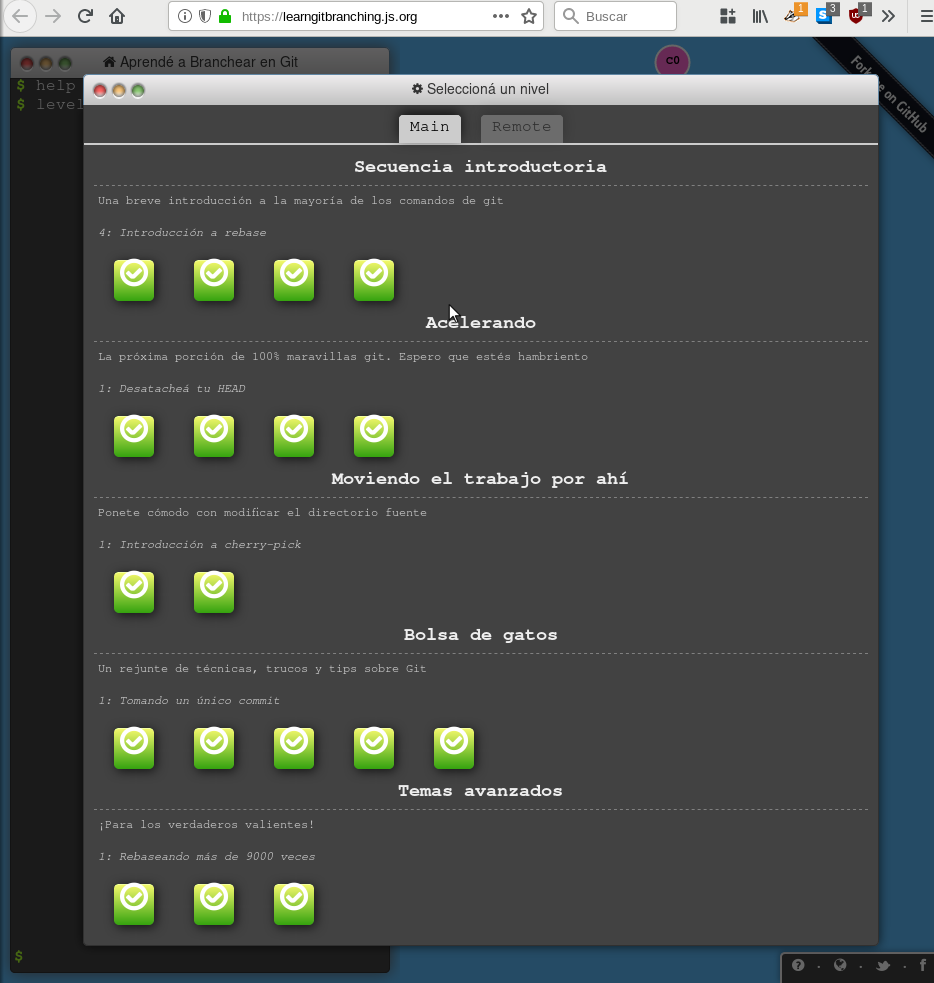 https://learngitbranching.js.org
Buscar
1
3
1
Aprendé a Branchear en Git
C0
$ help
$ level
Seleccioná un nivel
Main
Remote
Secuencia introductoria
Una breve introducción a la mayoría de los comandos de git
4: Introducción a rebase
Acelerando
La próxima porción de 100% maravillas git. Espero que estés hambriento
1: Desatacheá tu HEAD
Moviendo el trabajo por ahí
Ponete cómodo con modificar el directorio fuente
1: Introducción a cherry-pick
Bolsa de gatos
Un rejunte de técnicas, trucos y tips sobre Git
1: Tomando un único commit
Temas avanzados
¡Para los verdaderos valientes!
1: Rebaseando más de 9000 veces
$